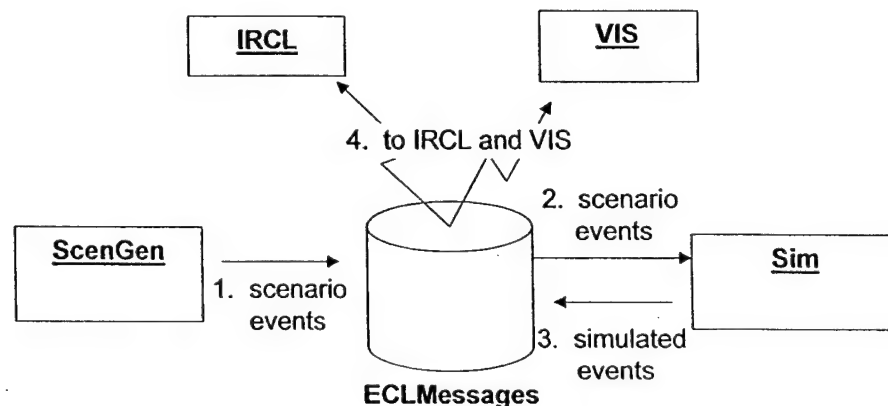 IRCL
VIS
4. to IRCL and VIS
ScenGen
1. scenario
events
2. scenario
events
Sim
3. simulated
events
ECLMessages